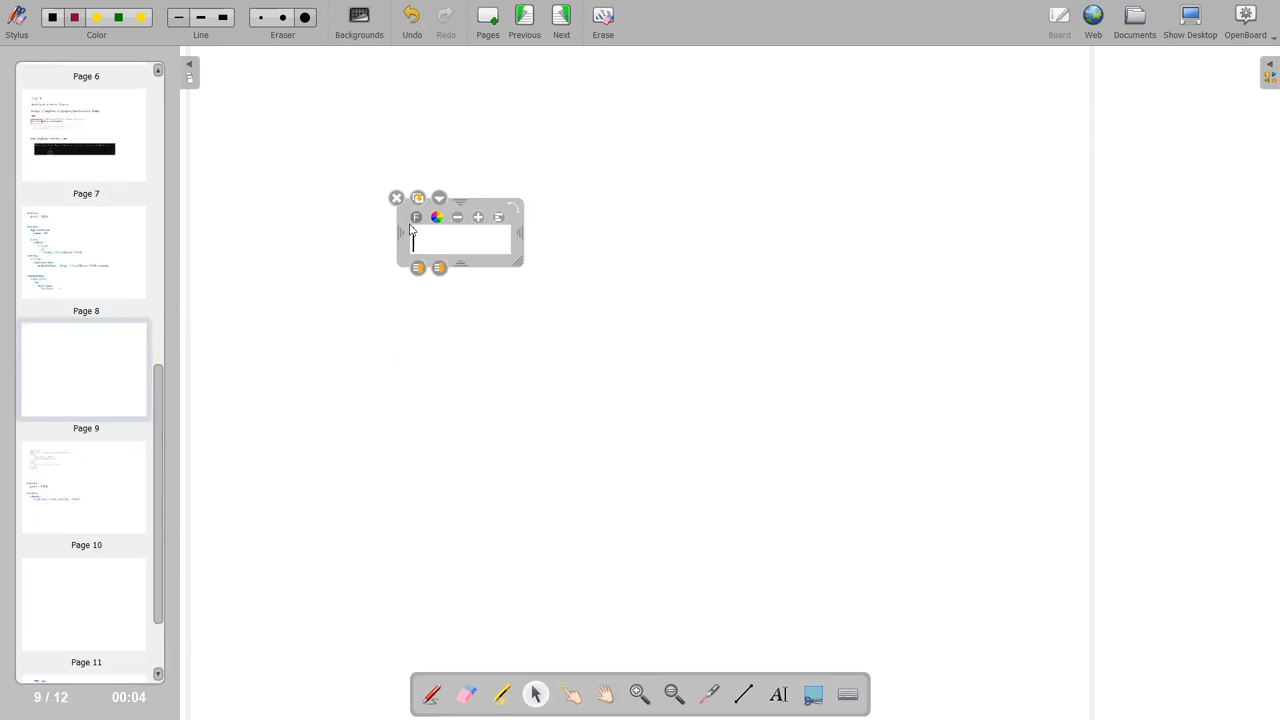 Stylus
Color
Line
Eraser
Backgrounds
Undo
Redo
Pages
Previous
Next
Erase
Board
Web
Documents
Show Desktop
OpenBoard
Page 6
Page 7
Page 8
Page 9
Page 10
Page 11
9 / 12
00:04
F
AI